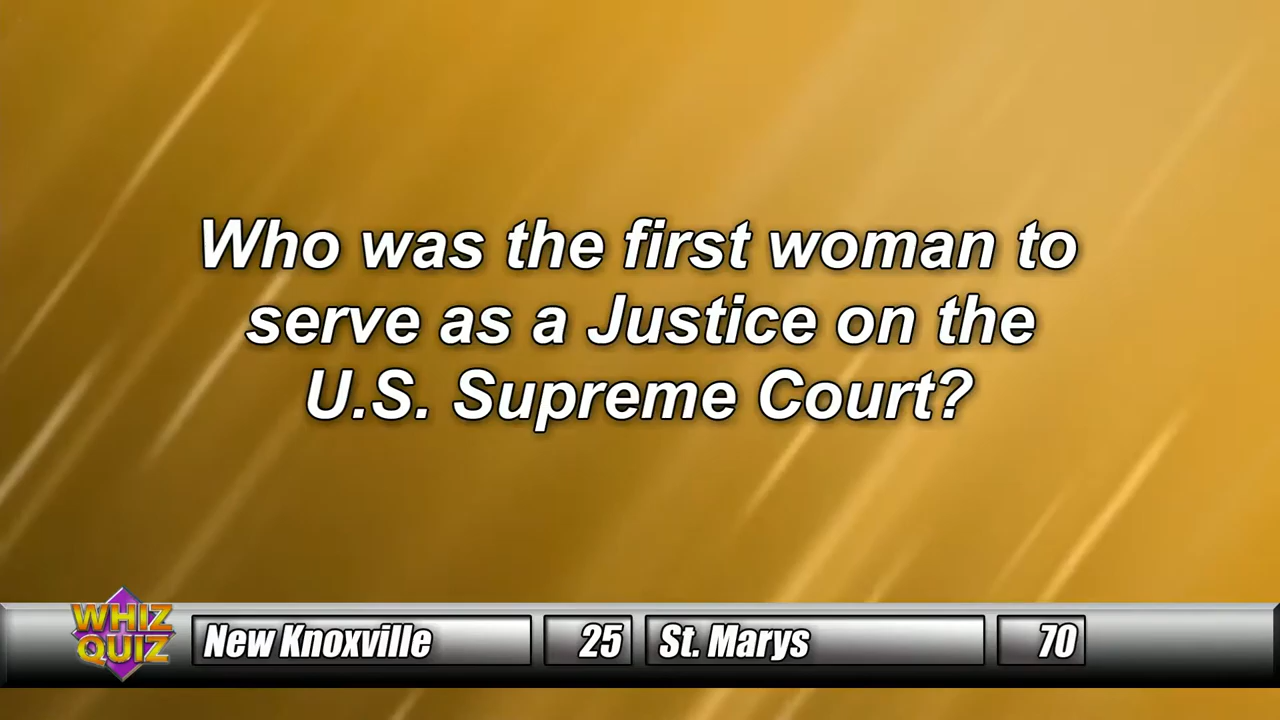 Who was the first woman to
serve as a Justice on the
U.S. Supreme Court?
WHIZ
QUIZ
New Knoxville 25 St. Marys 70